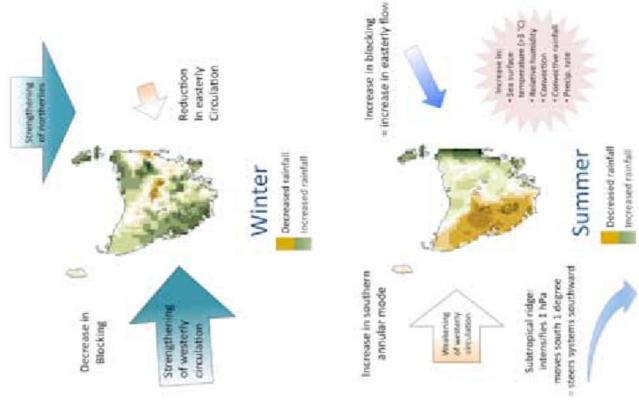 Strengthening
of northerlies
Decrease in
Blocking
Reduction
In easterly
Circulation
Strengthening
of westerly
circulation
Winter
Decreased rainfall
Increased rainfall
Increase in southern
annular mode
Increase in blocking
= increase in easterly flow
Weakening
of westerly
circulation
Increase in:
• Sea surface
temperature (>3 °C)
• Relative humidity
• Convection
• Convective rainfall
• Precip. rate
Subtropical ridge:
intensifies 1 hPa
moves south 1 degree
= steers systems southward
Summer
Decreased rainfall
Increased rainfall